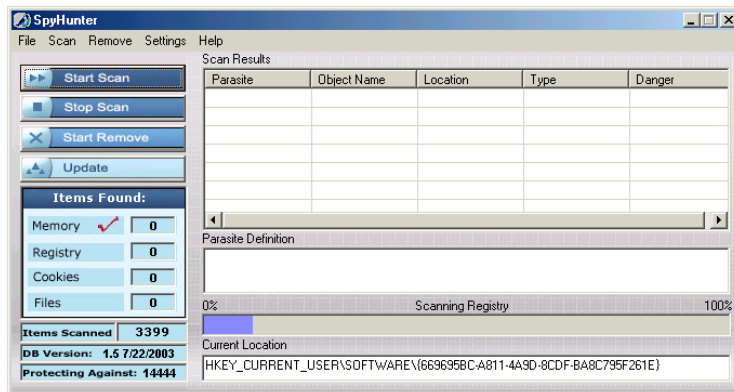 SpyHunter
File Scan Remove Settings Help
Start Scan
Stop Scan
Start Remove
Update
Items Found:
Memory 0
Registry 0
Cookies 0
Files 0
Items Scanned 3399
DB Version: 1.5 7/22/2003
Protecting Against: 14444
Scan Results
Parasite Object Name Location Type Danger
Parasite Definition
0% Scanning Registry 100%
Current Location
HKEY_CURRENT_USER\SOFTWARE\{669695BC-A811-4A9D-8CDF-BA8C795F261E}